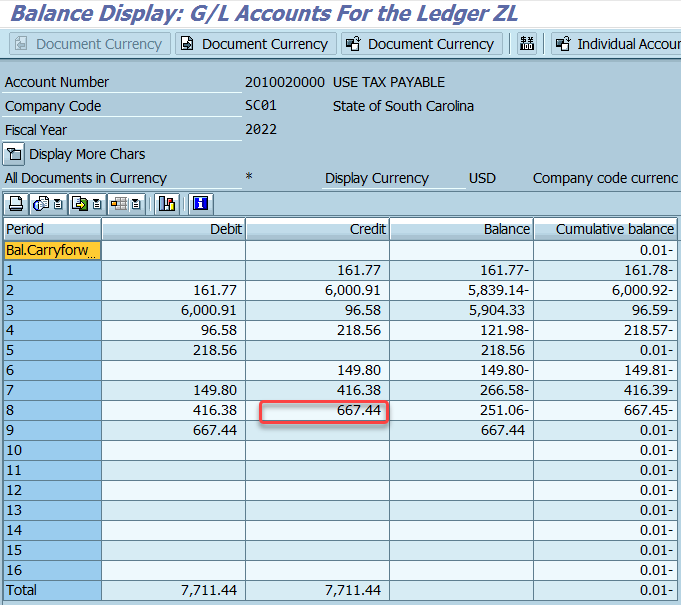 Balance Display: G/L Accounts For the Ledger ZL
Document Currency Document Currency Document Currency Individual Accour
Account Number 2010020000 USE TAX PAYABLE
Company Code SC01 State of South Carolina
Fiscal Year 2022
Display More Chars
All Documents in Currency * Display Currency USD Company code currenc
Period Debit Credit Balance Cumulative balance
Bal.Carryforw... 0.01-
1 161.77 161.77- 161.78-
2 161.77 6,000.91 5,839.14- 6,000.92-
3 6,000.91 96.58 5,904.33 96.59-
4 96.58 218.56 121.98- 218.57-
5 218.56 218.56 0.01-
6 149.80 149.80- 149.81-
7 149.80 416.38 266.58- 416.39-
8 416.38 667.44 251.06- 667.45-
9 667.44 667.44 0.01-
10 0.01-
11 0.01-
12 0.01-
13 0.01-
14 0.01-
15 0.01-
16 0.01-
Total 7,711.44 7,711.44 0.01-